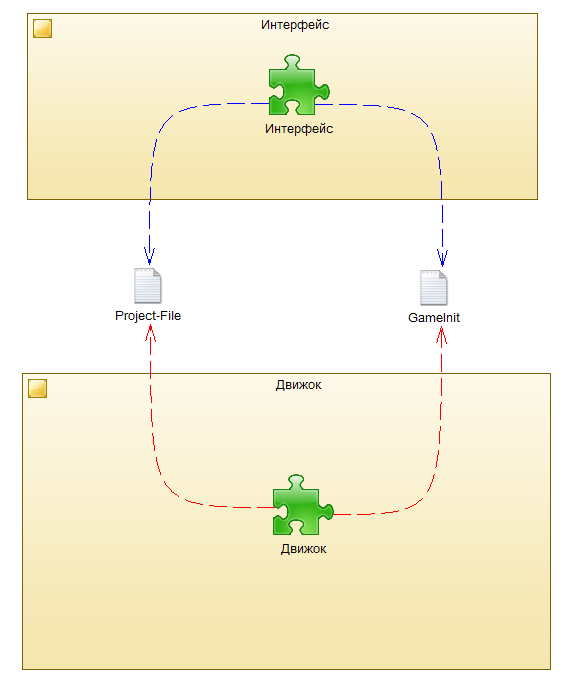 Интерфейс
Интерфейс
Project-File
GameInit
Движок
Движок